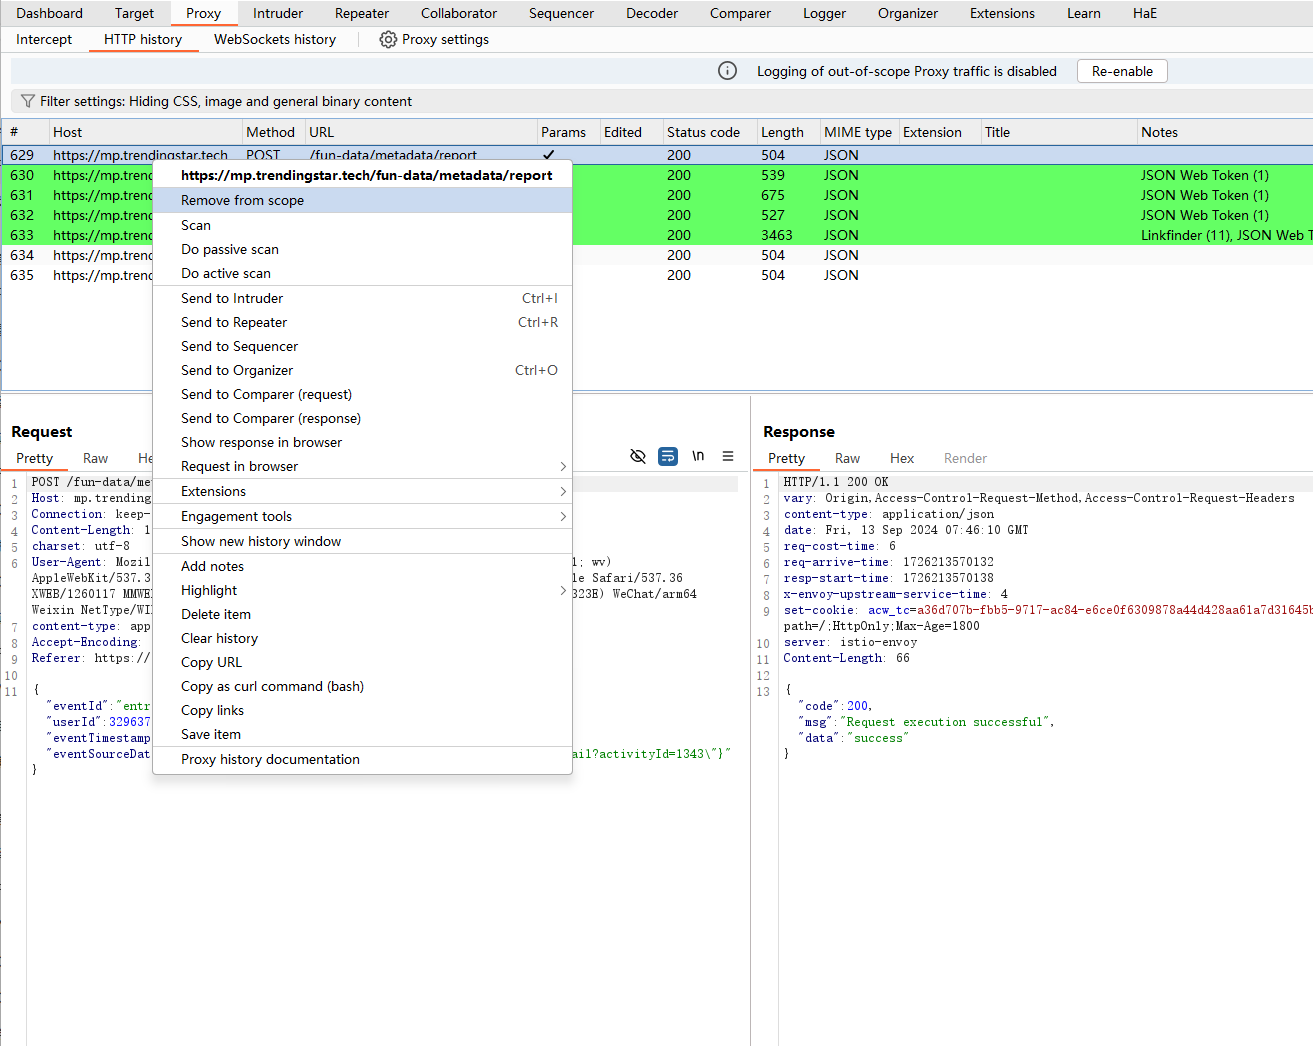 Dashboard Target Proxy Intruder Repeater Collaborator Sequencer Decoder Comparer Logger Organizer Extensions Learn HaE
Intercept HTTP history WebSockets history Proxy settings
Logging of out-of-scope Proxy traffic is disabled Re-enable
Filter settings: Hiding CSS, image and general binary content
# Host Method URL Params Edited Status code Length MIME type Extension Title Notes
629 https://mp.trendingstar.tech POST /fun-data/metadata/report ✓ 200 504 JSON
630 https://mp.trend 200 539 JSON JSON Web Token (1)
631 https://mp.trend 200 675 JSON JSON Web Token (1)
632 https://mp.trend 200 527 JSON JSON Web Token (1)
633 https://mp.trend 200 3463 JSON Linkfinder (11), JSON Web T
634 https://mp.trend 200 504 JSON
635 https://mp.trend 200 504 JSON
https://mp.trendingstar.tech/fun-data/metadata/report
Remove from scope
Scan
Do passive scan
Do active scan
Send to Intruder Ctrl+I
Send to Repeater Ctrl+R
Send to Sequencer
Send to Organizer Ctrl+O
Send to Comparer (request)
Send to Comparer (response)
Show response in browser
Request in browser
Extensions
Engagement tools
Show new history window
Add notes
Highlight
Delete item
Clear history
Copy URL
Copy as curl command (bash)
Copy links
Save item
Proxy history documentation
Request
Pretty Raw He \n
1 POST /fun-data/me
2 Host: mp.trending
3 Connection: keep-
4 Content-Length: 1
5 charset: utf-8
6 User-Agent: Mozil 1; wv)
AppleWebKit/537.3 le Safari/537.36
XWEB/1260117 MMWE 323E) WeChat/arm64
Weixin NetType/WI
7 content-type: app
8 Accept-Encoding:
9 Referer: https://
10
11 {
"eventId":"entr
"userId":329637
"eventTimestamp
"eventSourceDat ail?activityId=1343\"}"
}
Response
Pretty Raw Hex Render
1 HTTP/1.1 200 OK
2 vary: Origin,Access-Control-Request-Method,Access-Control-Request-Headers
3 content-type: application/json
4 date: Fri, 13 Sep 2024 07:46:10 GMT
5 req-cost-time: 6
6 req-arrive-time: 1726213570132
7 resp-start-time: 1726213570138
8 x-envoy-upstream-service-time: 4
9 set-cookie: acw_tc=a36d707b-fbb5-9717-ac84-e6ce0f6309878a44d428aa61a7d31645b
path=/;HttpOnly;Max-Age=1800
10 server: istio-envoy
11 Content-Length: 66
12
13 {
"code":200,
"msg":"Request execution successful",
"data":"success"
}